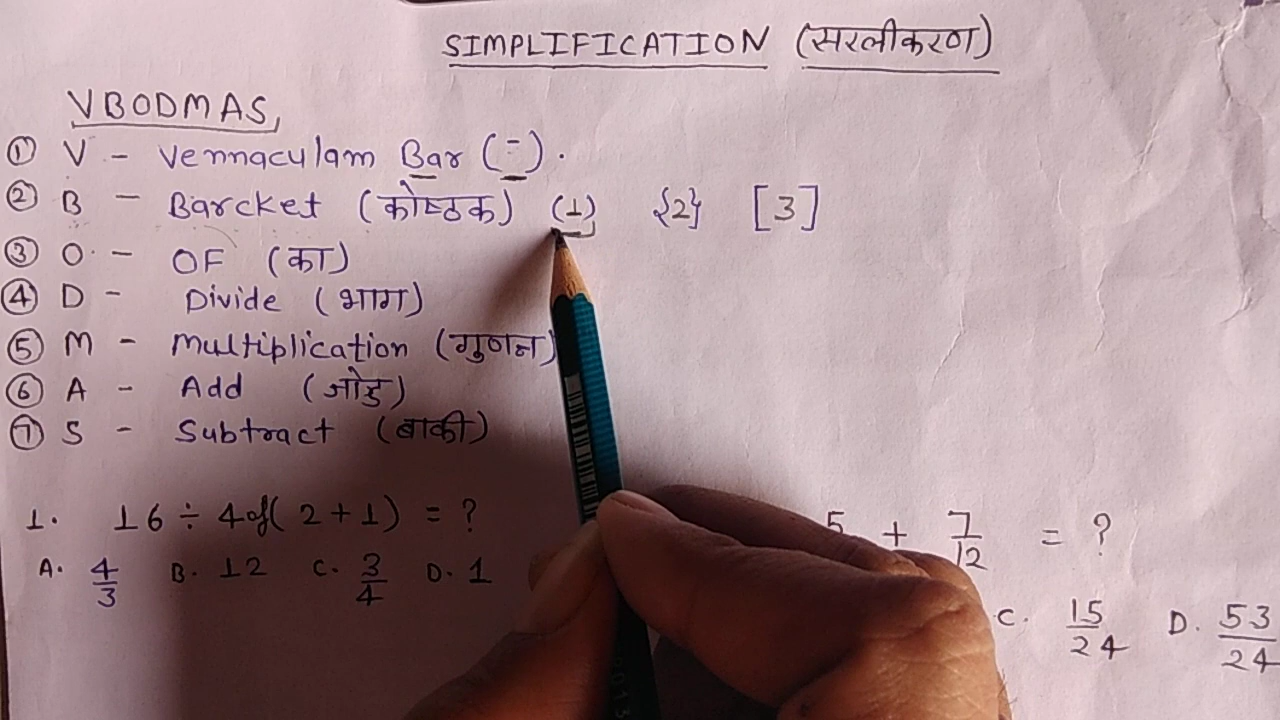 SIMPLIFICATION (सरलीकरण)
VBODMAS,
① V - Vennaculam Bar (-).
② B - Barcket (कोष्ठक) (1) {2} [3]
③ O - OF (का)
④ D - Divide (भाग)
⑤ M - Multiplication (गुणन)
⑥ A - Add (जोड़)
⑦ S - Subtract (बाकी)
1. 16 ÷ 4 of (2+1) = ?
A. 4/3 B. 12 C. 3/4 D. 1
+ 7/12 = ?
C. 15/24 D. 53/24